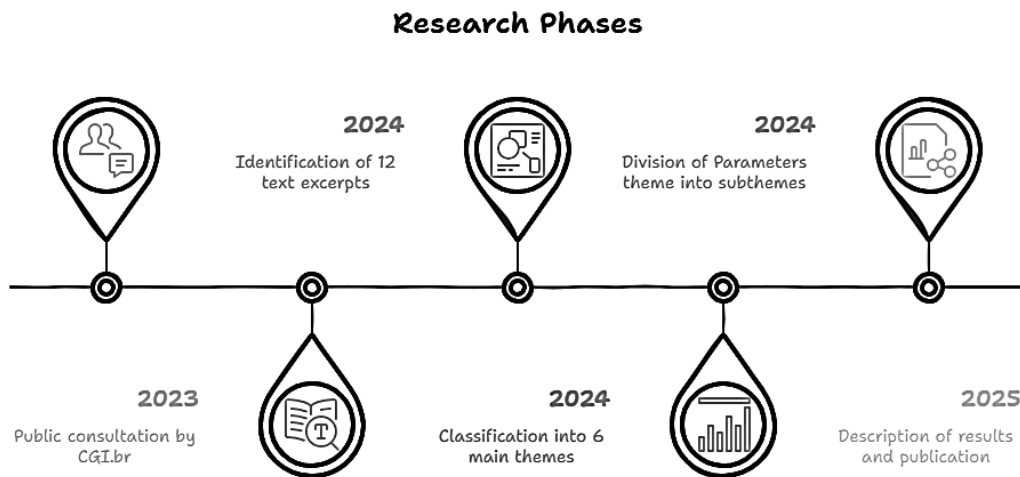 Research Phases
2024
Identification of 12
text excerpts
2024
Division of Parameters
theme into subthemes
T
2023
Public consultation by
CGI.br
2024
Classification into 6
main themes
2025
Description of results
and publication